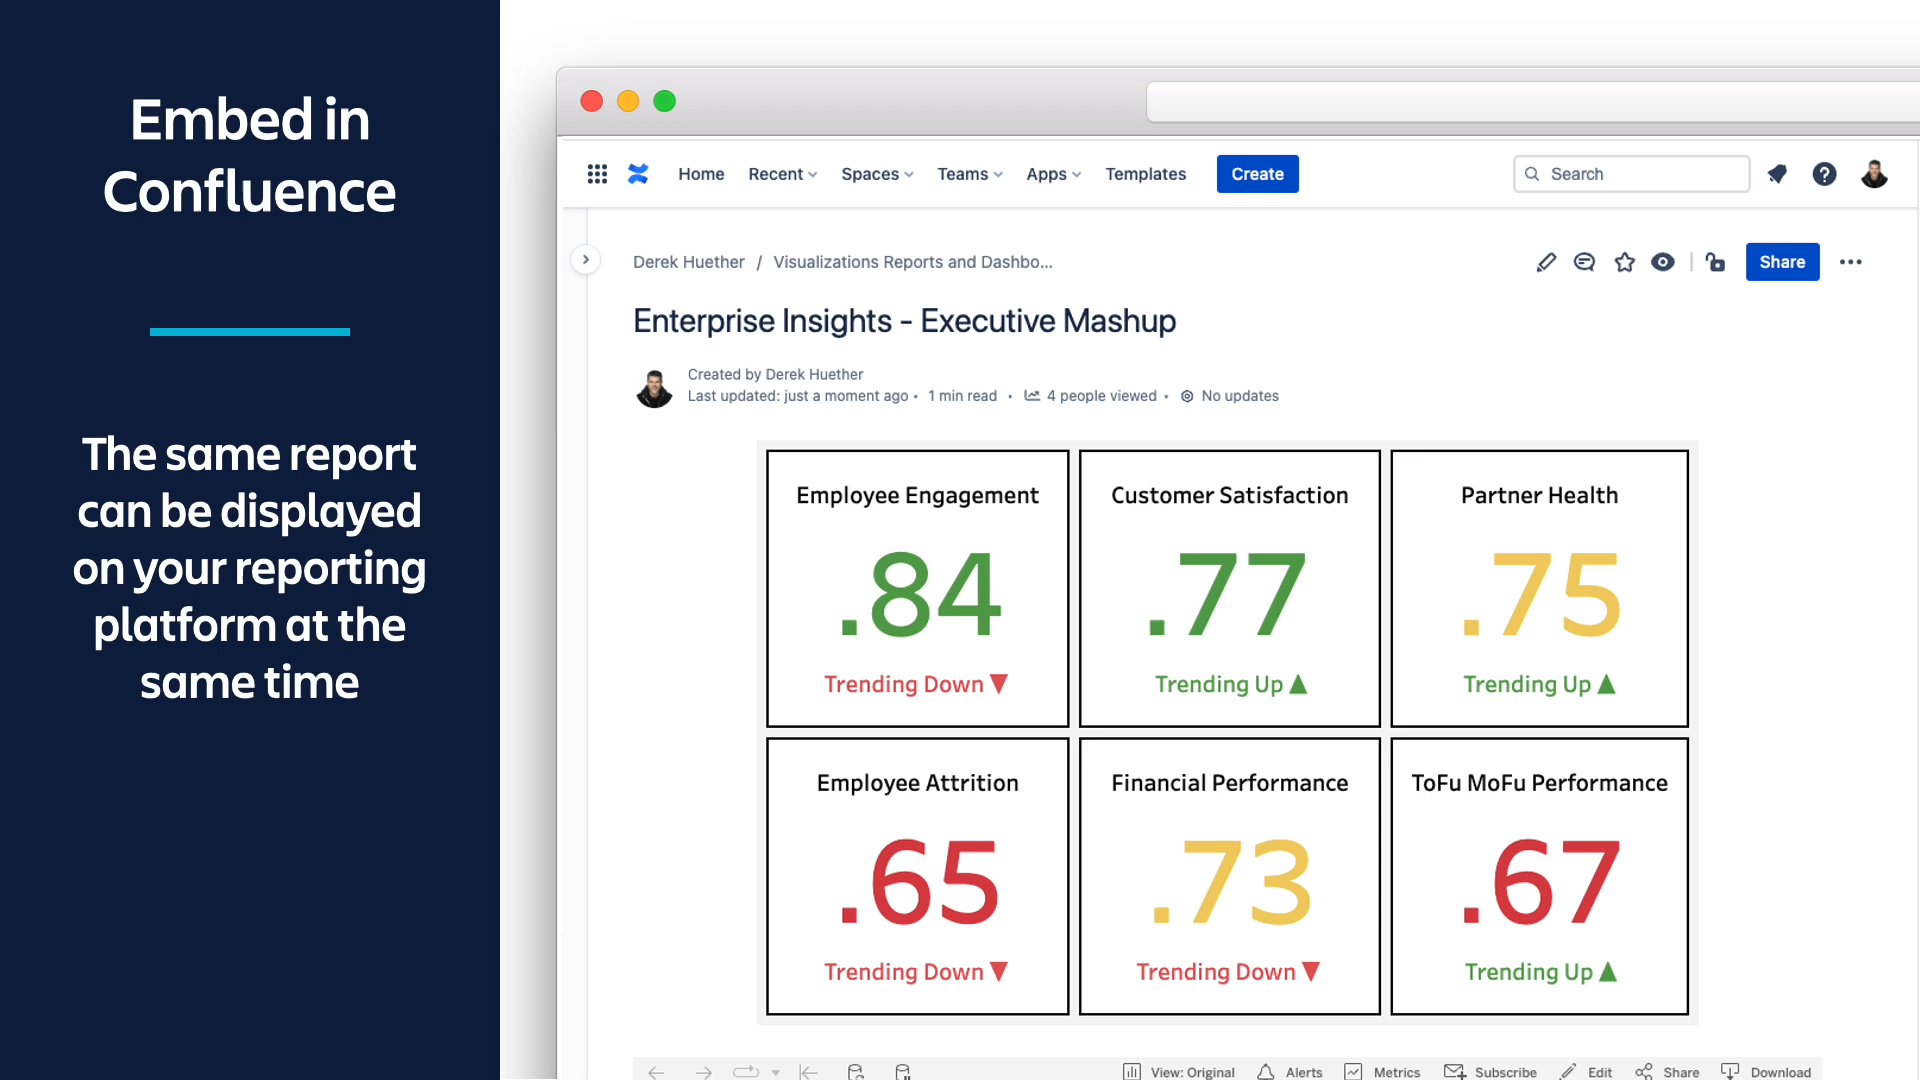 Embed in
Confluence
The same report
can be displayed
on your reporting
platform at the
same time
Home Recent Spaces Teams Apps Templates Create Search
Derek Huether / Visualizations Reports and Dashbo... Share
Enterprise Insights - Executive Mashup
Created by Derek Huether
Last updated: just a moment ago • 1 min read • 4 people viewed • No updates
Employee Engagement Customer Satisfaction Partner Health
.84 .77 .75
Trending Down ▼ Trending Up ▲ Trending Up ▲
Employee Attrition Financial Performance ToFu MoFu Performance
.65 .73 .67
Trending Down ▼ Trending Down ▼ Trending Up ▲
View: Original Alerts Metrics Subscribe Edit Share Download